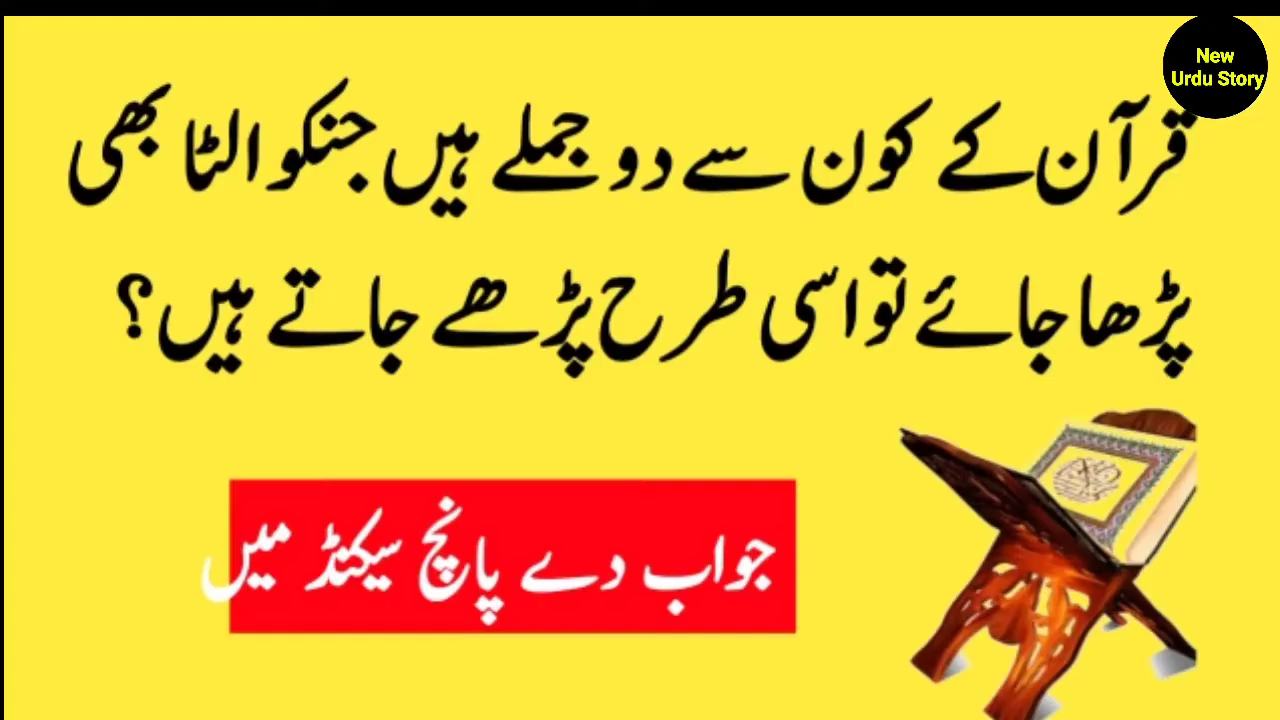 New
Urdu Story
قرآن کے کون سے دو جملے ہیں جنکو الٹا بھی
پڑھا جائے تو اسی طرح پڑھے جاتے ہیں؟
جواب دے پانچ سیکنڈ میں